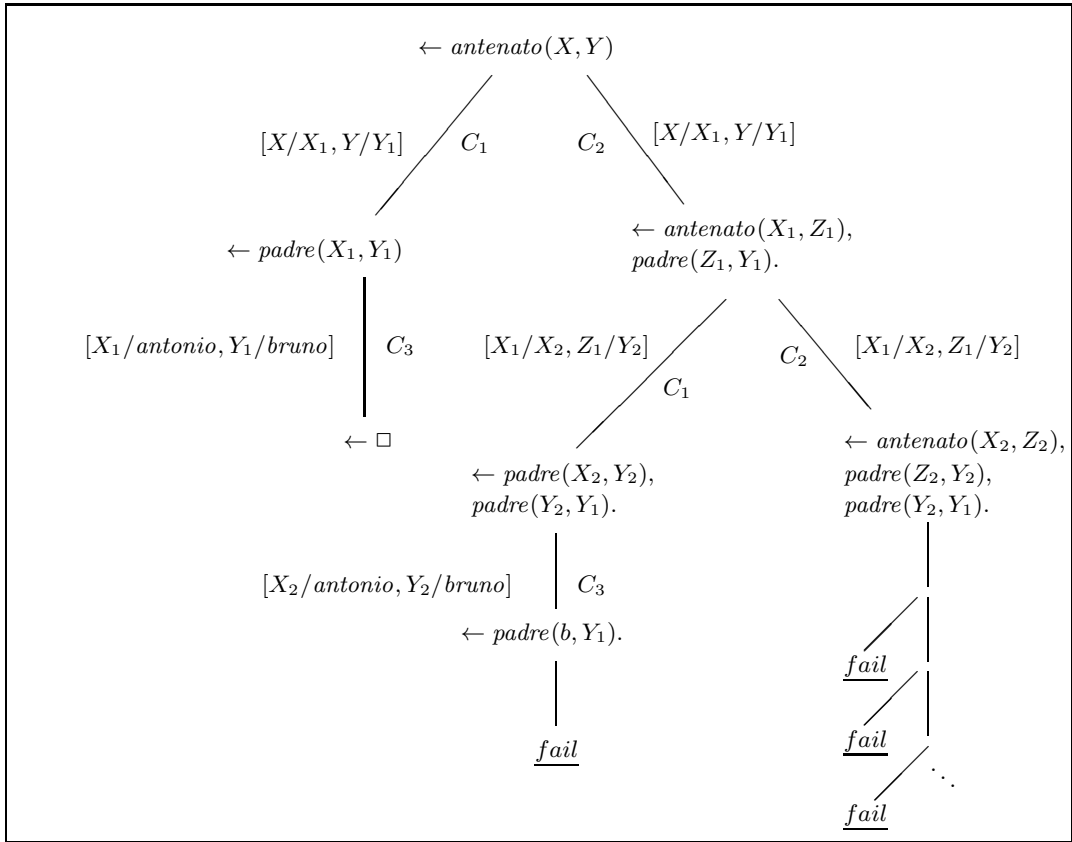 ← antenato(X, Y)
[X/X₁, Y/Y₁]
C₁
C₂
[X/X₁, Y/Y₁]
← padre(X₁, Y₁)
← antenato(X₁, Z₁),
padre(Z₁, Y₁).
[X₁/antonio, Y₁/bruno]
C₃
[X₁/X₂, Z₁/Y₂]
C₁
C₂
[X₁/X₂, Z₁/Y₂]
← □
← padre(X₂, Y₂),
padre(Y₂, Y₁).
← antenato(X₂, Z₂),
padre(Z₂, Y₂),
padre(Y₂, Y₁).
[X₂/antonio, Y₂/bruno]
C₃
← padre(b, Y₁).
fail
fail
fail
⋱
fail